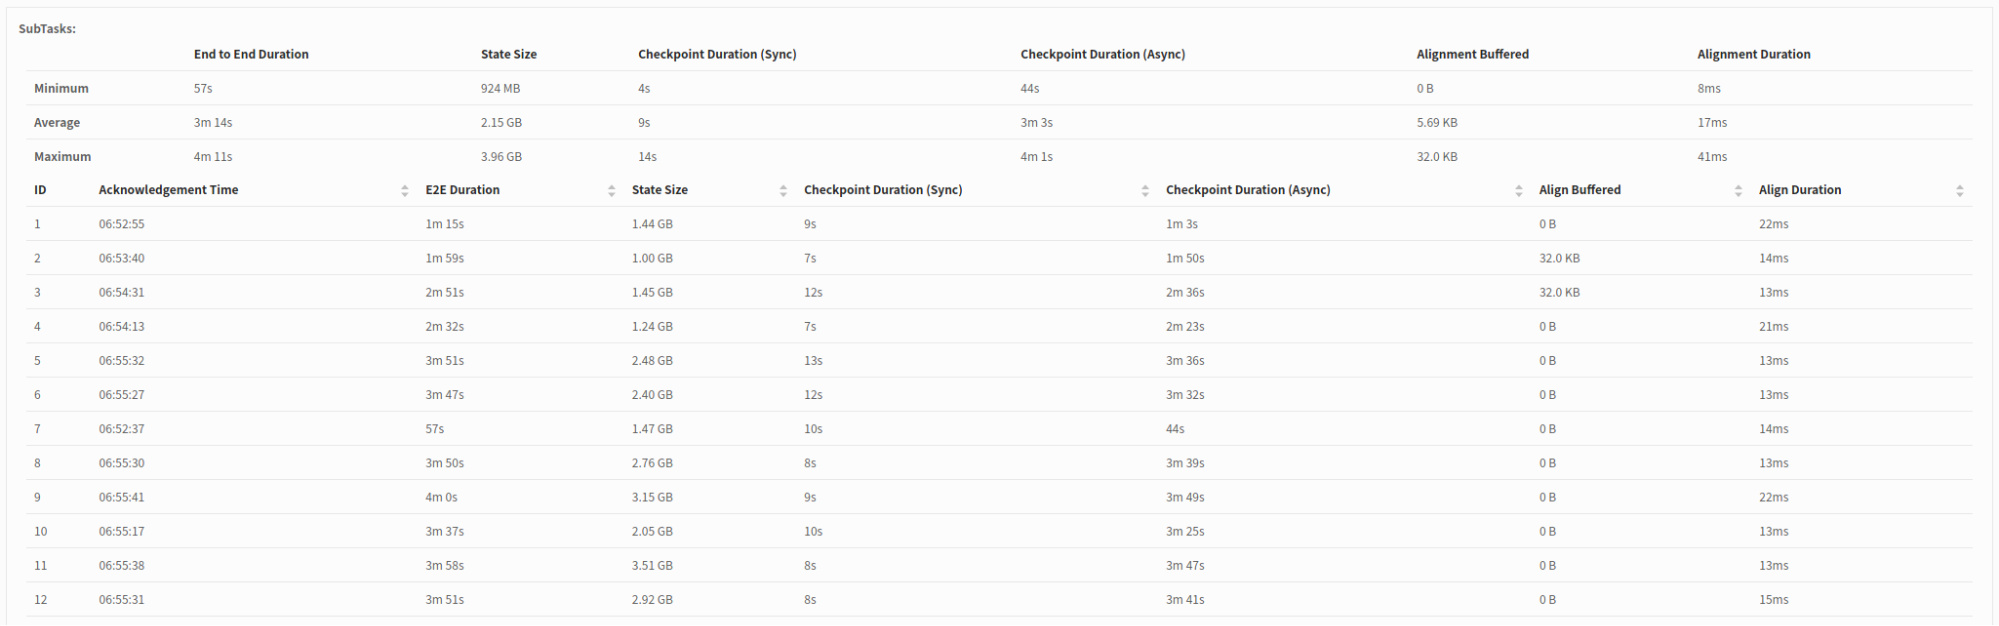 SubTasks:
End to End Duration State Size Checkpoint Duration (Sync) Checkpoint Duration (Async) Alignment Buffered Alignment Duration
Minimum 57s 924 MB 4s 44s 0 B 8ms
Average 3m 14s 2.15 GB 9s 3m 3s 5.69 KB 17ms
Maximum 4m 11s 3.96 GB 14s 4m 1s 32.0 KB 41ms
ID Acknowledgement Time E2E Duration State Size Checkpoint Duration (Sync) Checkpoint Duration (Async) Align Buffered Align Duration
1 06:52:55 1m 15s 1.44 GB 9s 1m 3s 0 B 22ms
2 06:53:40 1m 59s 1.00 GB 7s 1m 50s 32.0 KB 14ms
3 06:54:31 2m 51s 1.45 GB 12s 2m 36s 32.0 KB 13ms
4 06:54:13 2m 32s 1.24 GB 7s 2m 23s 0 B 21ms
5 06:55:32 3m 51s 2.48 GB 13s 3m 36s 0 B 13ms
6 06:55:27 3m 47s 2.40 GB 12s 3m 32s 0 B 13ms
7 06:52:37 57s 1.47 GB 10s 44s 0 B 14ms
8 06:55:30 3m 50s 2.76 GB 8s 3m 39s 0 B 13ms
9 06:55:41 4m 0s 3.15 GB 9s 3m 49s 0 B 22ms
10 06:55:17 3m 37s 2.05 GB 10s 3m 25s 0 B 13ms
11 06:55:38 3m 58s 3.51 GB 8s 3m 47s 0 B 13ms
12 06:55:31 3m 51s 2.92 GB 8s 3m 41s 0 B 15ms